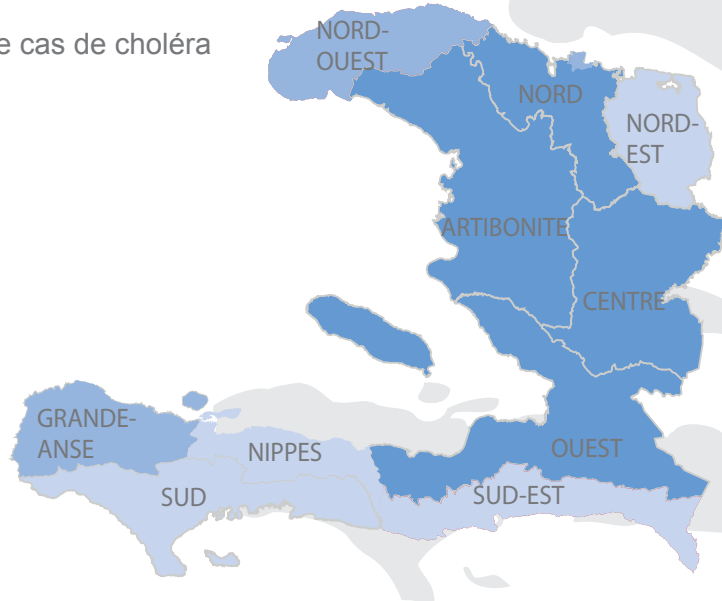 e cas de choléra
NORD-
OUEST
NORD
NORD-
EST
ARTIBONITE
CENTRE
GRANDE-
ANSE
NIPPES
OUEST
SUD
SUD-EST